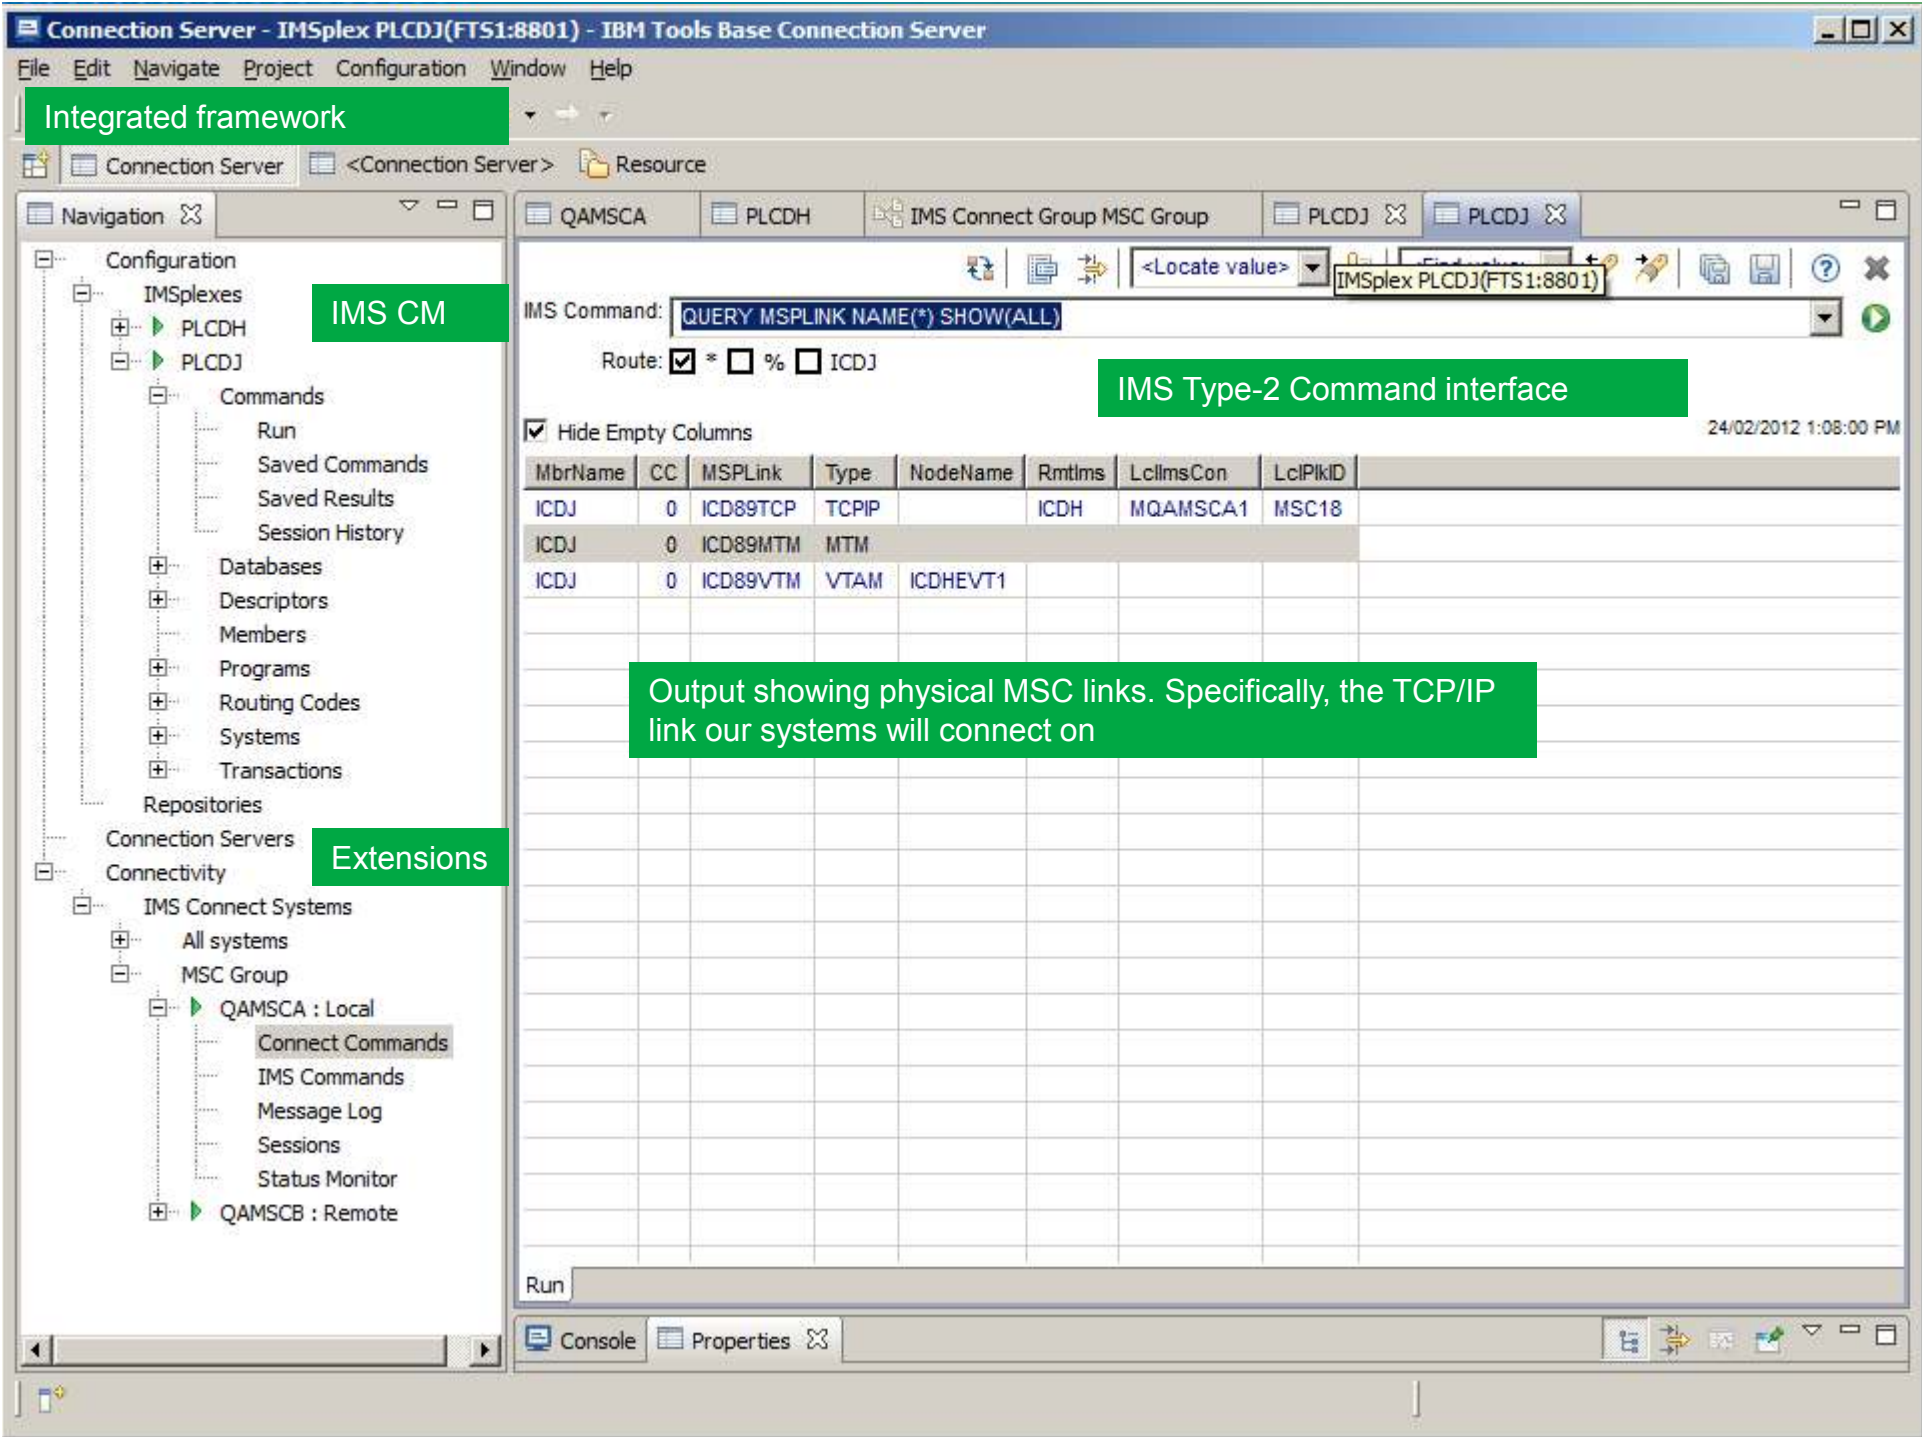 Connection Server - IMSplex PLCDJ(FTS1:8801) - IBM Tools Base Connection Server
File Edit Navigate Project Configuration Window Help
Integrated framework
Connection Server <Connection Server> Resource
Navigation
Configuration
IMSplexes
PLCDH
PLCDJ
Commands
Run
Saved Commands
Saved Results
Session History
Databases
Descriptors
Members
Programs
Routing Codes
Systems
Transactions
Repositories
Connection Servers
Connectivity
IMS Connect Systems
All systems
MSC Group
QAMSCA : Local
Connect Commands
IMS Commands
Message Log
Sessions
Status Monitor
QAMSCB : Remote
IMS CM
Extensions
QAMSCA PLCDH IMS Connect Group MSC Group PLCDJ PLCDJ
<Locate value>
IMSplex PLCDJ(FTS1:8801)
IMS Command: QUERY MSPLINK NAME(*) SHOW(ALL)
Route: * % ICDJ
IMS Type-2 Command interface
Hide Empty Columns 24/02/2012 1:08:00 PM
MbrName CC MSPLink Type NodeName RmtIms LclImsCon LclPlkID
ICDJ 0 ICD89TCP TCPIP ICDH MQAMSCA1 MSC18
ICDJ 0 ICD89MTM MTM
ICDJ 0 ICD89VTM VTAM ICDHEVT1
Output showing physical MSC links. Specifically, the TCP/IP
link our systems will connect on
Run
Console Properties